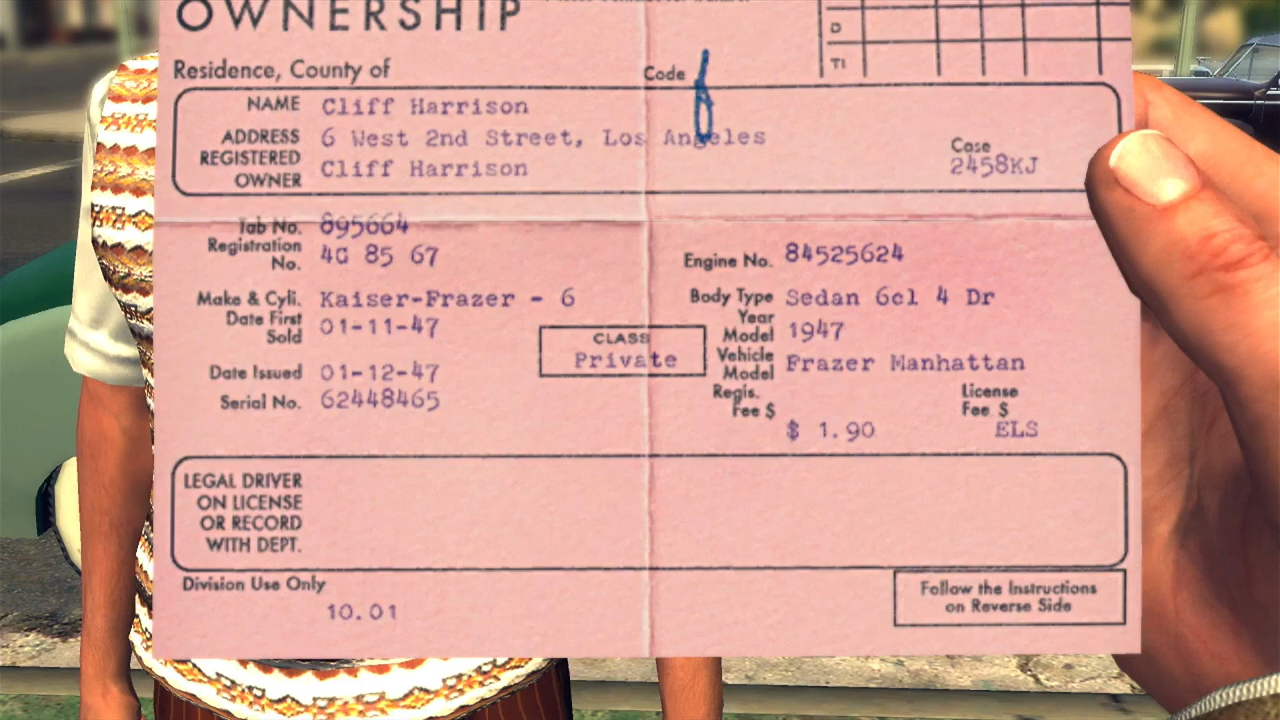 OWNERSHIP
D
T1
Residence, County of
Code
NAME Cliff Harrison
ADDRESS 6 West 2nd Street, Los Angeles
REGISTERED OWNER Cliff Harrison
Case
2458KJ
Tab No. 895664
Registration No. 4G 85 67
Engine No. 84525624
Make & Cyli. Kaiser-Frazer - 6
Body Type Sedan 6cl 4 Dr
Date First Sold 01-11-47
Year Model 1947
CLASS
Private
Vehicle Model Frazer Manhattan
Date Issued 01-12-47
Regis. Fee $ $ 1.90
License Fee $ ELS
Serial No. 62448465
LEGAL DRIVER
ON LICENSE
OR RECORD
WITH DEPT.
Division Use Only
10.01
Follow the Instructions
on Reverse Side